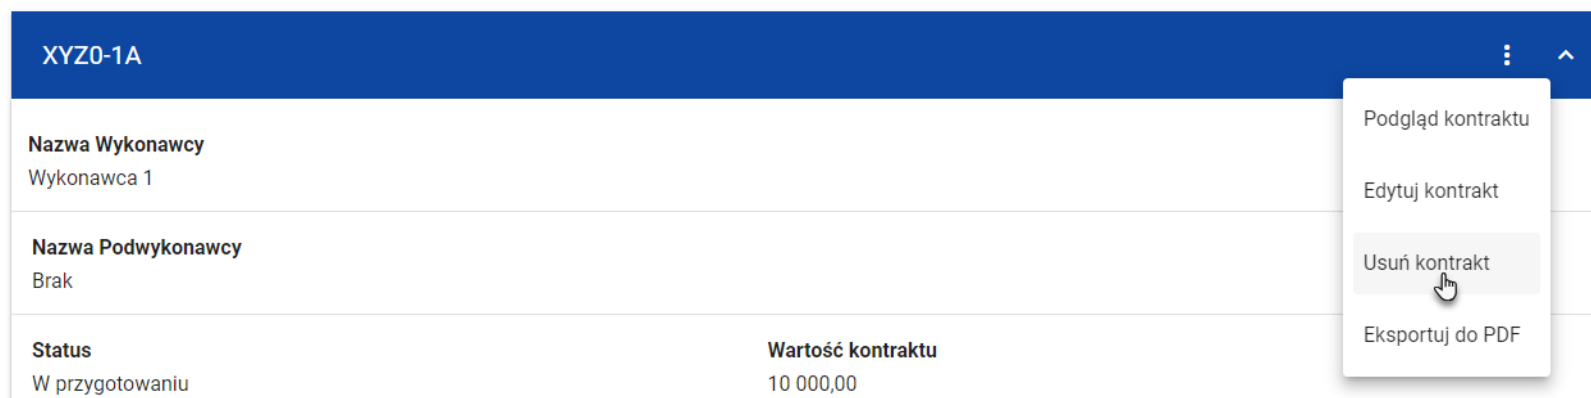 XYZ0-1A
Podgląd kontraktu
Nazwa Wykonawcy
Wykonawca 1
Edytuj kontrakt
Nazwa Podwykonawcy
Brak
Usuń kontrakt
Eksportuj do PDF
Status
W przygotowaniu
Wartość kontraktu
10 000,00